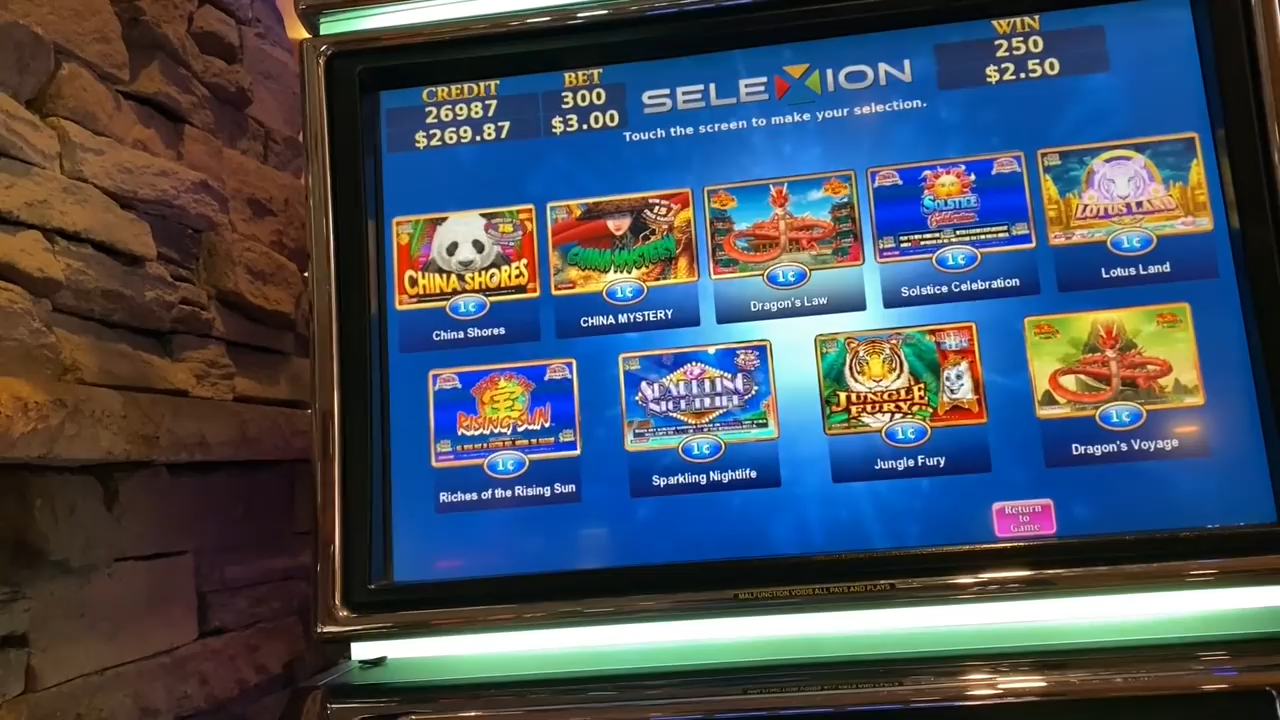 CREDIT
26987
$269.87
BET
300
$3.00
SELEXION
Touch the screen to make your selection.
WIN
250
$2.50
CHINA SHORES
1¢
China Shores
15
CHINA MYSTERY
1¢
CHINA MYSTERY
1¢
Dragon's Law
SOLSTICE
Celebration
1¢
Solstice Celebration
LOTUS LAND
1¢
Lotus Land
RISING SUN
1¢
Riches of the Rising Sun
SPARKLING
NIGHTLIFE
1¢
Sparkling Nightlife
JUNGLE
FURY
1¢
Jungle Fury
1¢
Dragon's Voyage
Return
to
Game
MALFUNCTION VOIDS ALL PAYS AND PLAYS